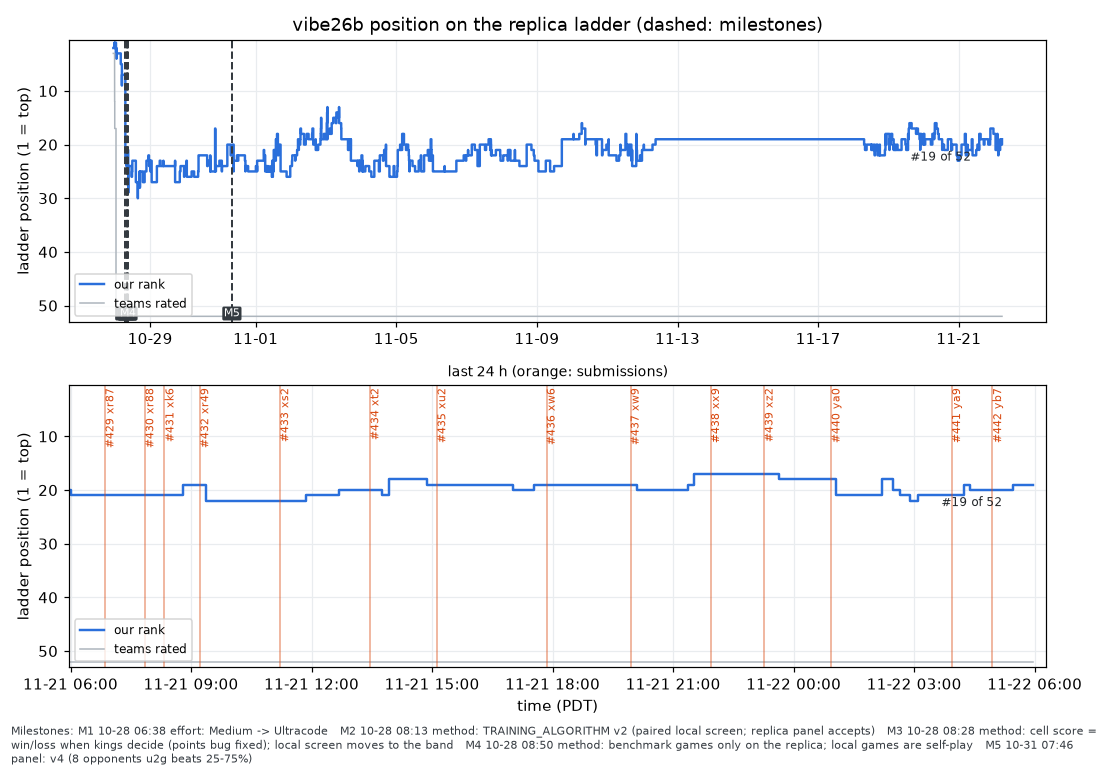 vibe26b position on the replica ladder (dashed: milestones)
ladder position (1 = top)
10
20
30
40
50
#19 of 52
our rank
teams rated
M4
M5
10-29
11-01
11-05
11-09
11-13
11-17
11-21
last 24 h (orange: submissions)
ladder position (1 = top)
10
20
30
40
50
#429 xr87
#430 xr88
#431 xk6
#432 xr49
#433 xs2
#434 xt2
#435 xu2
#436 xw6
#437 xw9
#438 xx9
#439 xz2
#440 ya0
#441 ya9
#442 yb7
#19 of 52
our rank
teams rated
11-21 06:00
11-21 09:00
11-21 12:00
11-21 15:00
11-21 18:00
11-21 21:00
11-22 00:00
11-22 03:00
11-22 06:00
time (PDT)
Milestones: M1 10-28 06:38 effort: Medium -> Ultracode M2 10-28 08:13 method: TRAINING_ALGORITHM v2 (paired local screen; replica panel accepts) M3 10-28 08:28 method: cell score =
win/loss when kings decide (points bug fixed); local screen moves to the band M4 10-28 08:50 method: benchmark games only on the replica; local games are self-play M5 10-31 07:46
panel: v4 (8 opponents u2g beats 25-75%)